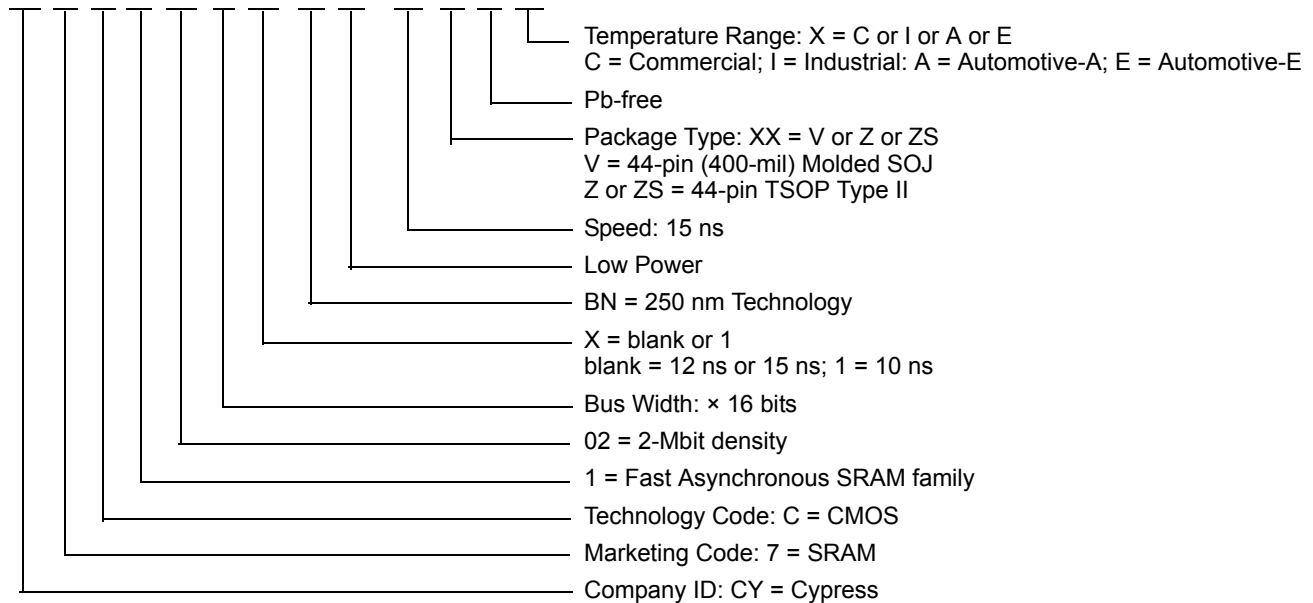 Temperature Range: X = C or I or A or E
C = Commercial; I = Industrial: A = Automotive-A; E = Automotive-E
Pb-free
Package Type: XX = V or Z or ZS
V = 44-pin (400-mil) Molded SOJ
Z or ZS = 44-pin TSOP Type II
Speed: 15 ns
Low Power
BN = 250 nm Technology
X = blank or 1
blank = 12 ns or 15 ns; 1 = 10 ns
Bus Width: × 16 bits
02 = 2-Mbit density
1 = Fast Asynchronous SRAM family
Technology Code: C = CMOS
Marketing Code: 7 = SRAM
Company ID: CY = Cypress